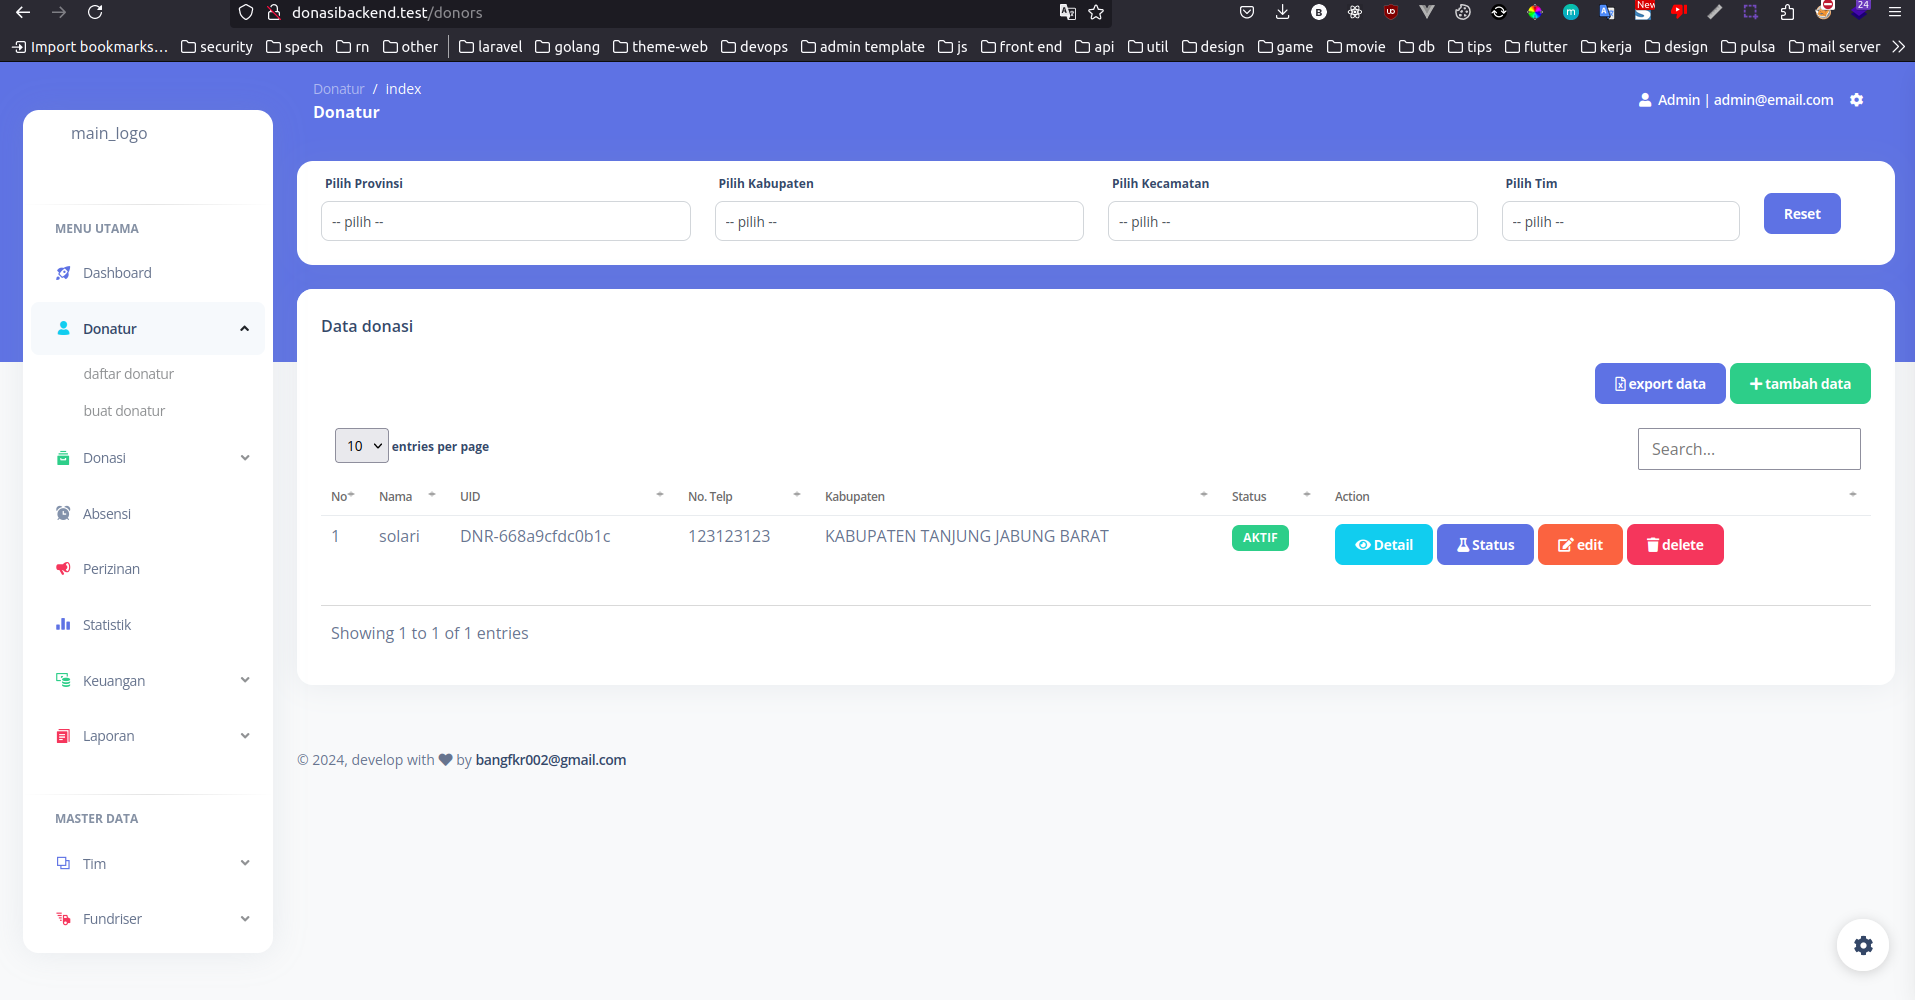 donasibackend.test/donors
New
24
Import bookmarks... security spech rn other laravel golang theme-web devops admin template js front end api util design game movie db tips flutter kerja design pulsa mail server
Donatur / index
Donatur
Admin | admin@email.com
main_logo
MENU UTAMA
Dashboard
Donatur
daftar donatur
buat donatur
Donasi
Absensi
Perizinan
Statistik
Keuangan
Laporan
MASTER DATA
Tim
Fundriser
Pilih Provinsi Pilih Kabupaten Pilih Kecamatan Pilih Tim
-- pilih -- -- pilih -- -- pilih -- -- pilih -- Reset
Data donasi
export data tambah data
10 entries per page Search...
No Nama UID No. Telp Kabupaten Status Action
1 solari DNR-668a9cfdc0b1c 123123123 KABUPATEN TANJUNG JABUNG BARAT AKTIF Detail Status edit delete
Showing 1 to 1 of 1 entries
© 2024, develop with by bangfkr002@gmail.com